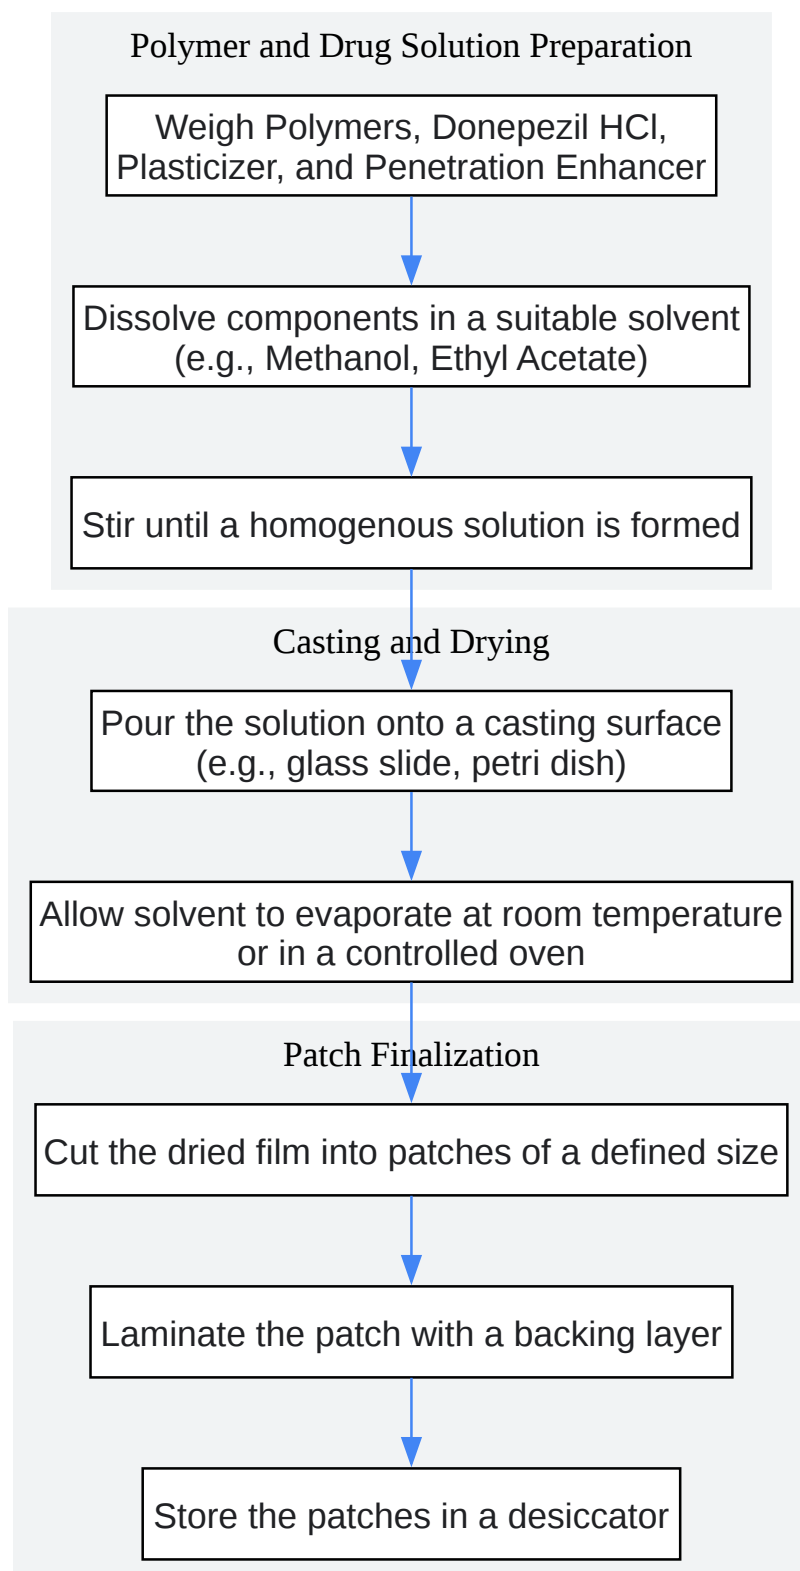 Polymer and Drug Solution Preparation
Weigh Polymers, Donepezil HCl,
Plasticizer, and Penetration Enhancer
Dissolve components in a suitable solvent
(e.g., Methanol, Ethyl Acetate)
Stir until a homogenous solution is formed
Casting and Drying
Pour the solution onto a casting surface
(e.g., glass slide, petri dish)
Allow solvent to evaporate at room temperature
or in a controlled oven
Patch Finalization
Cut the dried film into patches of a defined size
Laminate the patch with a backing layer
Store the patches in a desiccator